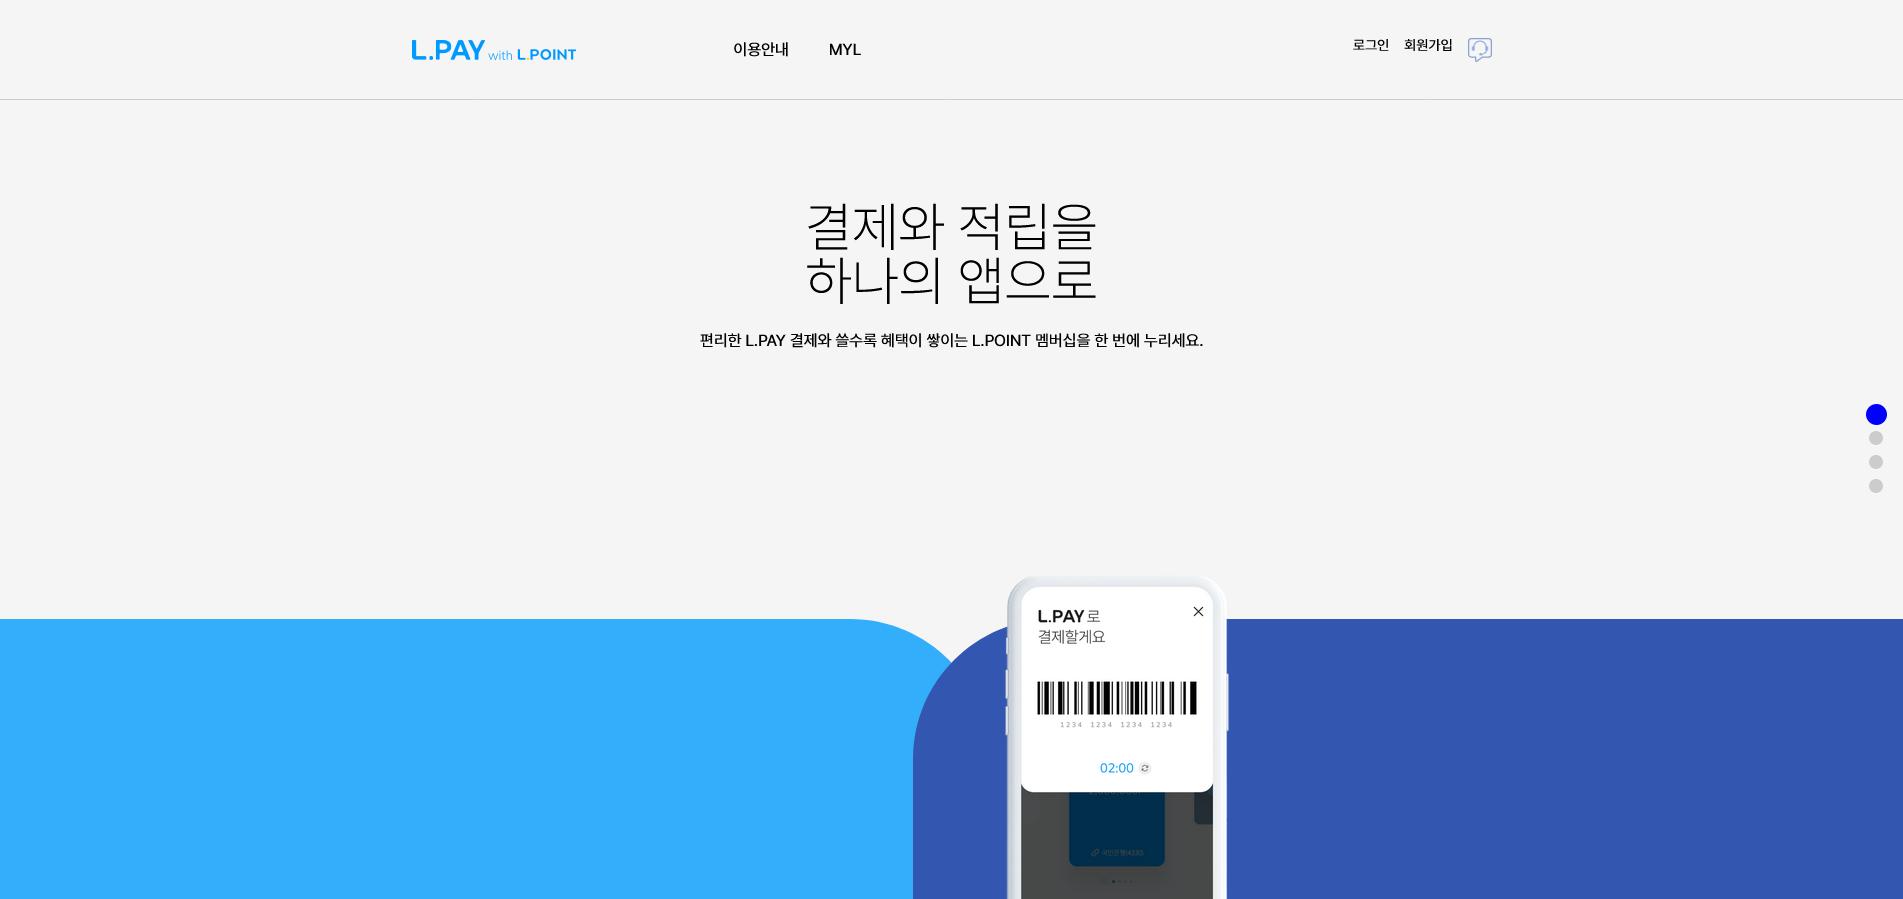 L.PAY with L.POINT
이용안내
MYL
로그인
회원가입
결제와 적립을
하나의 앱으로
편리한 L.PAY 결제와 쓸수록 혜택이 쌓이는 L.POINT 멤버십을 한 번에 누리세요.
L.PAY 로
결제할게요
1234 1234 1234 1234
02:00